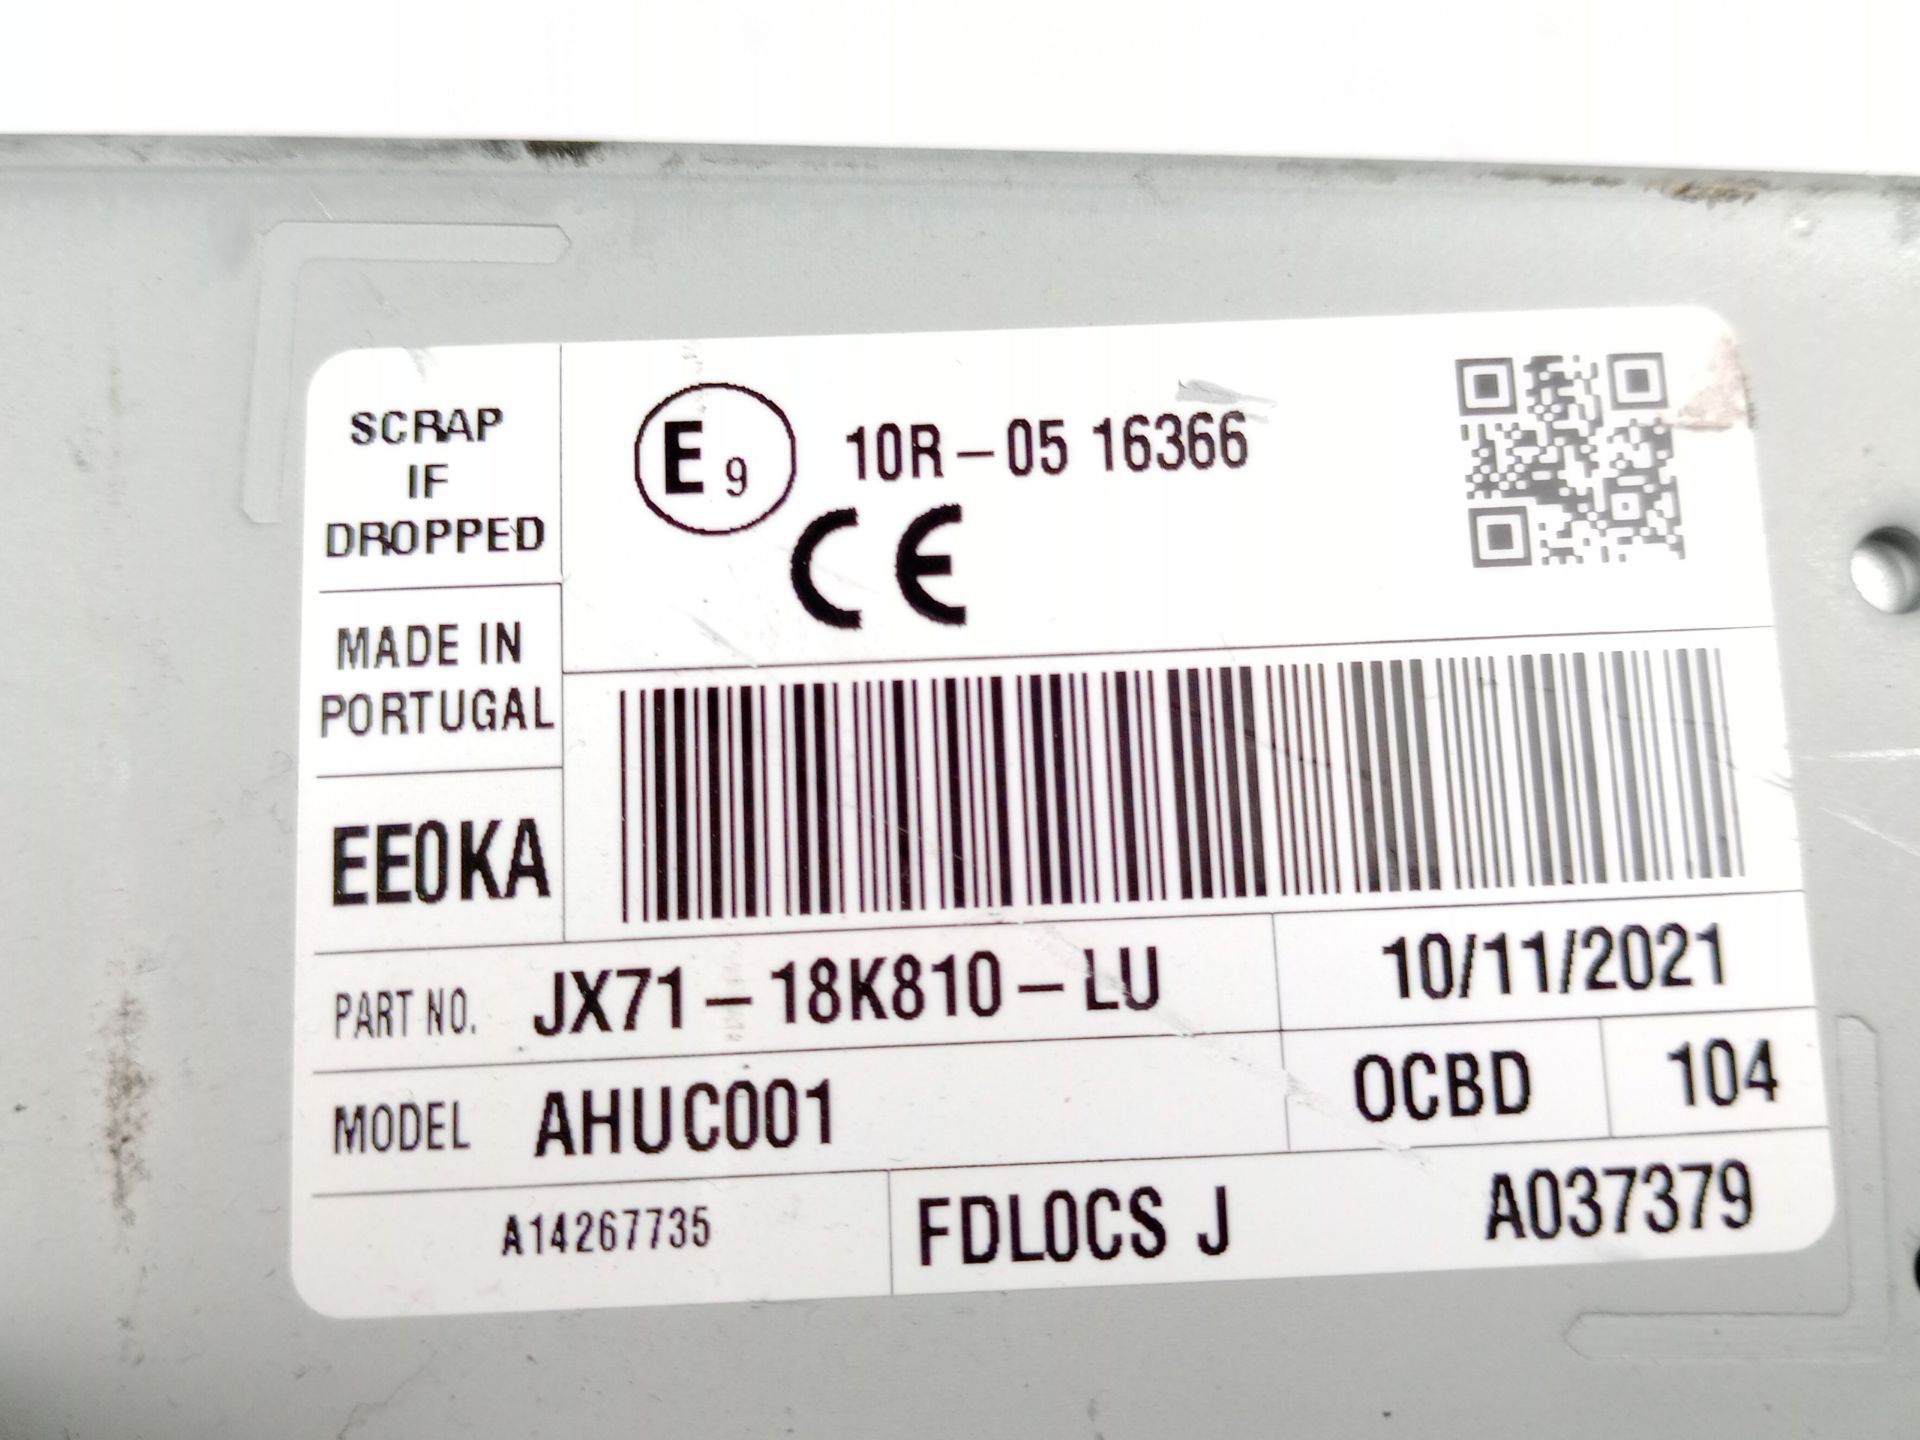 SCRAP
IF
DROPPED
E9 10R-05 16366
CE
MADE IN
PORTUGAL
EE0KA
PART NO. JX71-18K810-LU 10/11/2021
MODEL AHUC001 OCBD 104
A14267735 FDLOCS J A037379